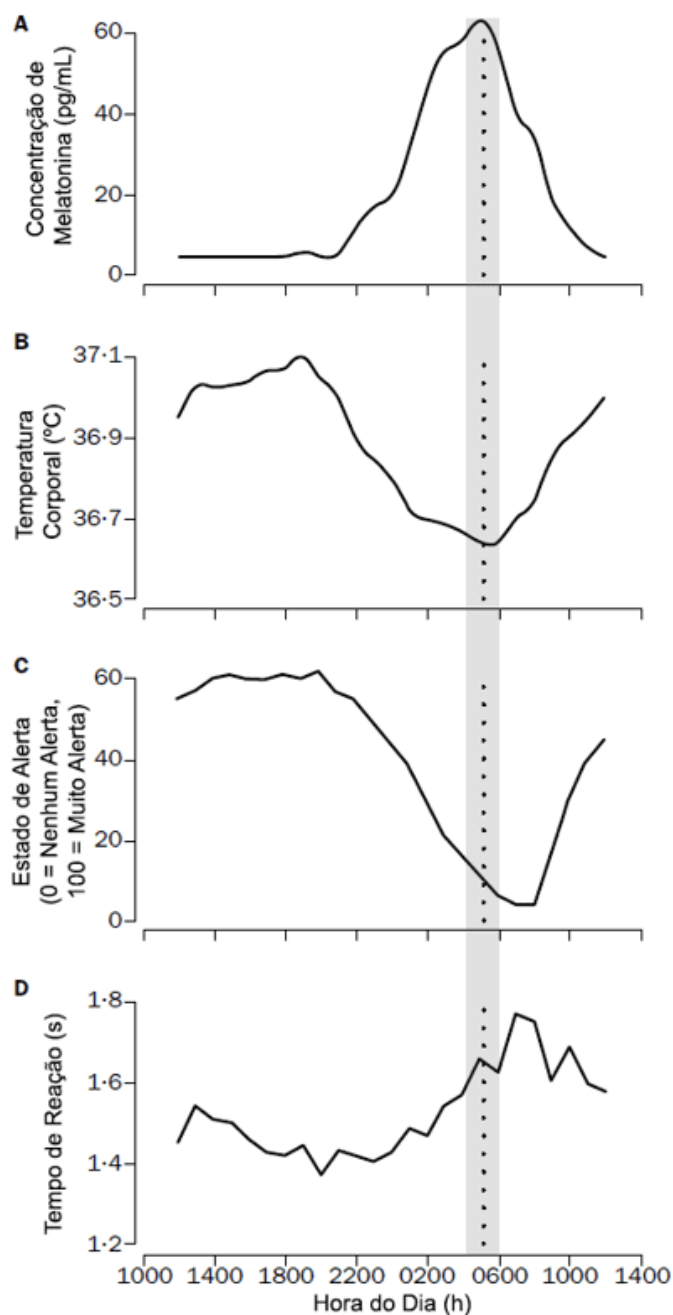 A
Concentração de
Melatonina (pg/mL)
60
40
20
0
B
Temperatura
Corporal (ºC)
37·1
36·9
36·7
36·5
C
Estado de Alerta
(0 = Nenhum Alerta,
100 = Muito Alerta)
60
40
20
0
D
Tempo de Reação (s)
1·8
1·6
1·4
1·2
1000 1400 1800 2200 0200 0600 1000 1400
Hora do Dia (h)